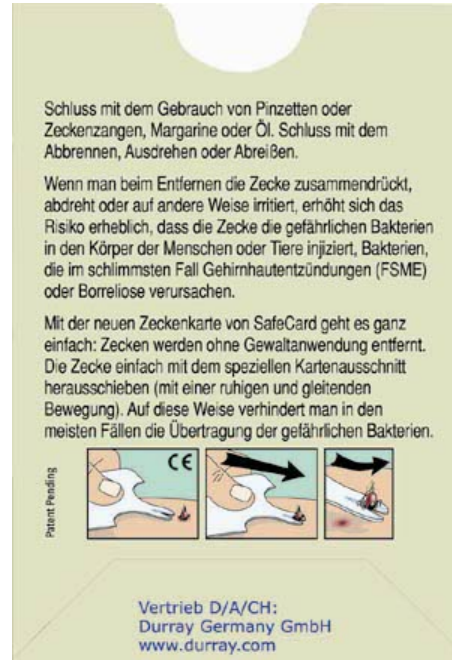 Schluss mit dem Gebrauch von Pinzetten oder
Zeckenzangen, Margarine oder Öl. Schluss mit dem
Abbrennen, Ausdrehen oder Abreißen.
Wenn man beim Entfernen die Zecke zusammendrückt,
abdreht oder auf andere Weise irritiert, erhöht sich das
Risiko erheblich, dass die Zecke die gefährlichen Bakterien
in den Körper der Menschen oder Tiere injiziert, Bakterien,
die im schlimmsten Fall Gehirnhautentzündungen (FSME)
oder Borreliose verursachen.
Mit der neuen Zeckenkarte von SafeCard geht es ganz
einfach: Zecken werden ohne Gewaltanwendung entfernt.
Die Zecke einfach mit dem speziellen Kartenausschnitt
herausschieben (mit einer ruhigen und gleitenden
Bewegung). Auf diese Weise verhindert man in den
meisten Fällen die Übertragung der gefährlichen Bakterien.
Patent Pending
CE
Vertrieb D/A/CH:
Durray Germany GmbH
www.durray.com